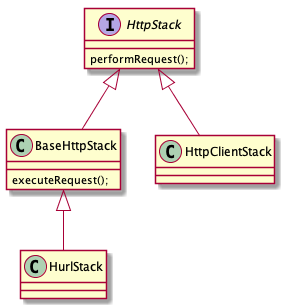 I HttpStack
performRequest();
C BaseHttpStack
executeRequest();
C HttpClientStack
C HurlStack